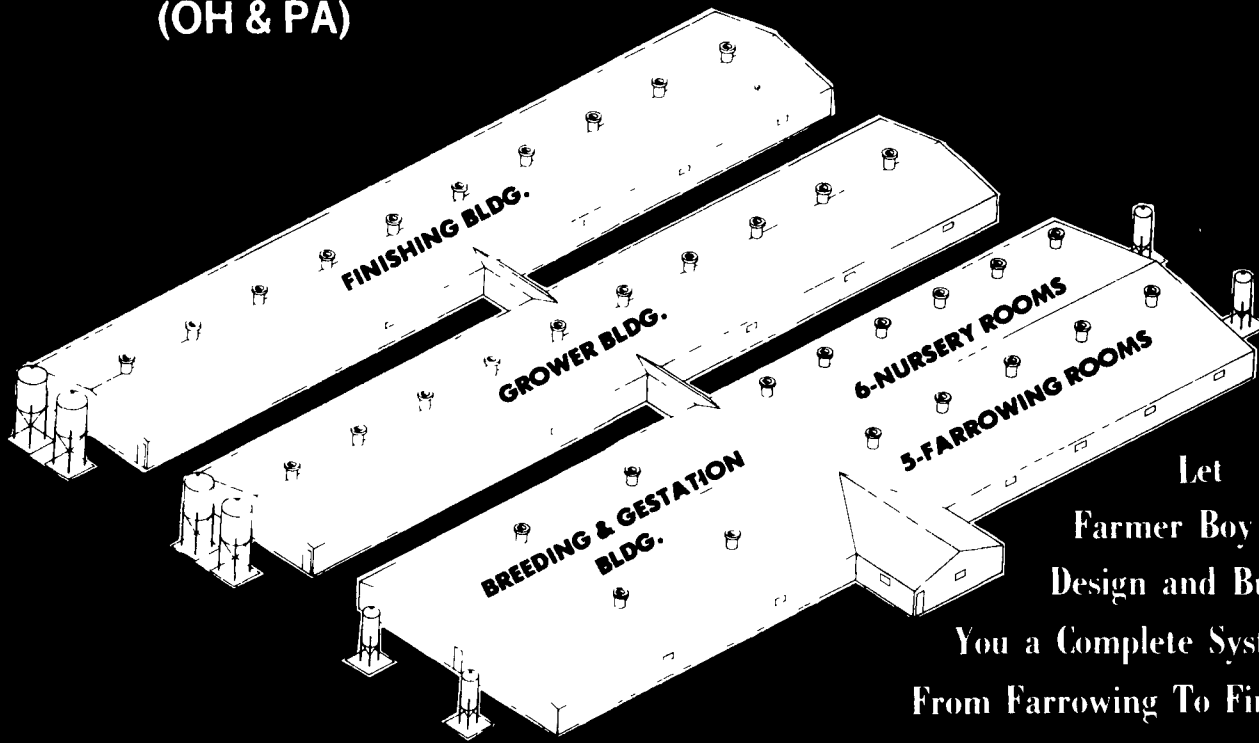 (OH & PA)
FINISHING BLDG.
GROWER BLDG.
6-NURSERY ROOMS
5-FARROWING ROOMS
BREEDING & GESTATION
BLDG.
Let
Farmer Boy
Design and
You a Complete
From Farrowing To